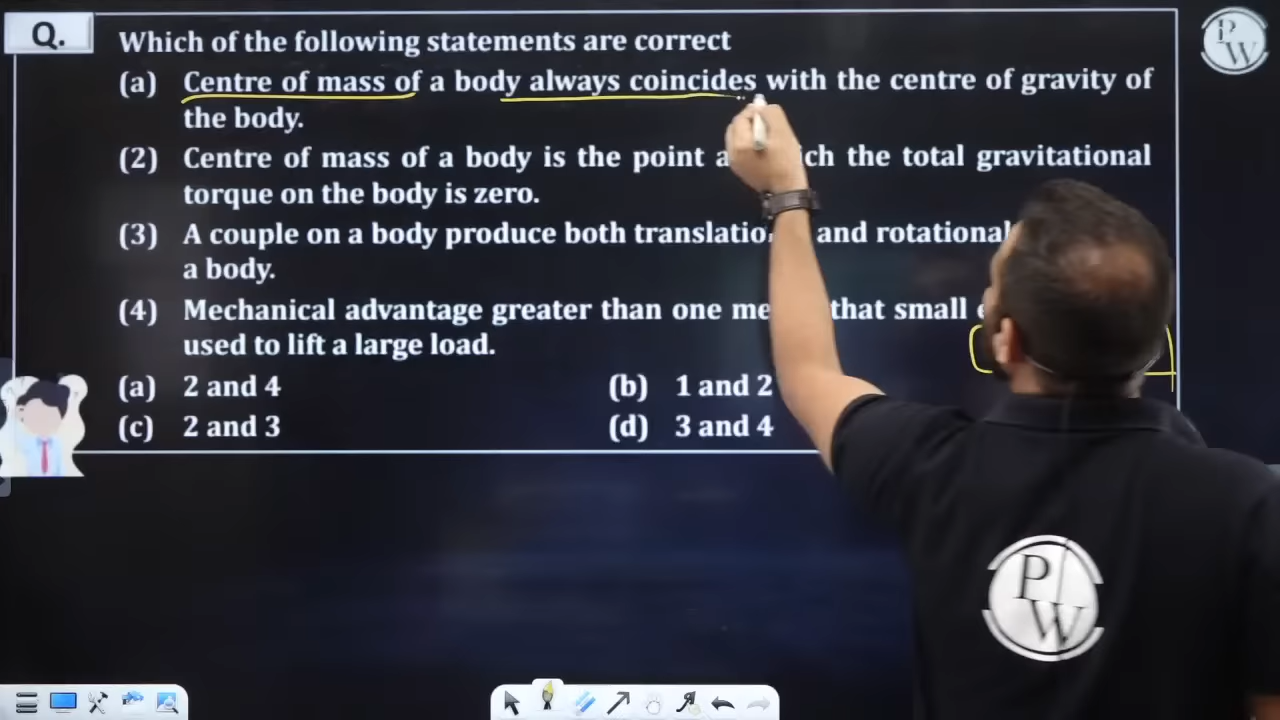 Q.
Which of the following statements are correct
(a) Centre of mass of a body always coincides with the centre of gravity of
the body.
(2) Centre of mass of a body is the point the total gravitational
torque on the body is zero.
(3) A couple on a body produce both and rotational
a body.
(4) Mechanical advantage greater than one that small
used to lift a large load.
(a) 2 and 4 (b) 1 and 2
(c) 2 and 3 (d) 3 and 4
P
W
P
W